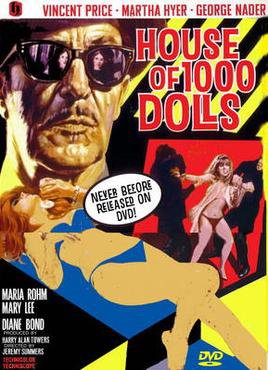 VINCENT PRICE • MARTHA HYER • GEORGE NADER
HOUSE
OF 1000
DOLLS
NEVER BEFORE
RELEASED ON
DVD!
MARIA ROHM
MARY LEE
DIANE BOND
PRODUCED BY
HARRY ALAN TOWERS
DIRECTED BY
JEREMY SUMMERS
TECHNICOLOR
TECHNISCOPE
DVD